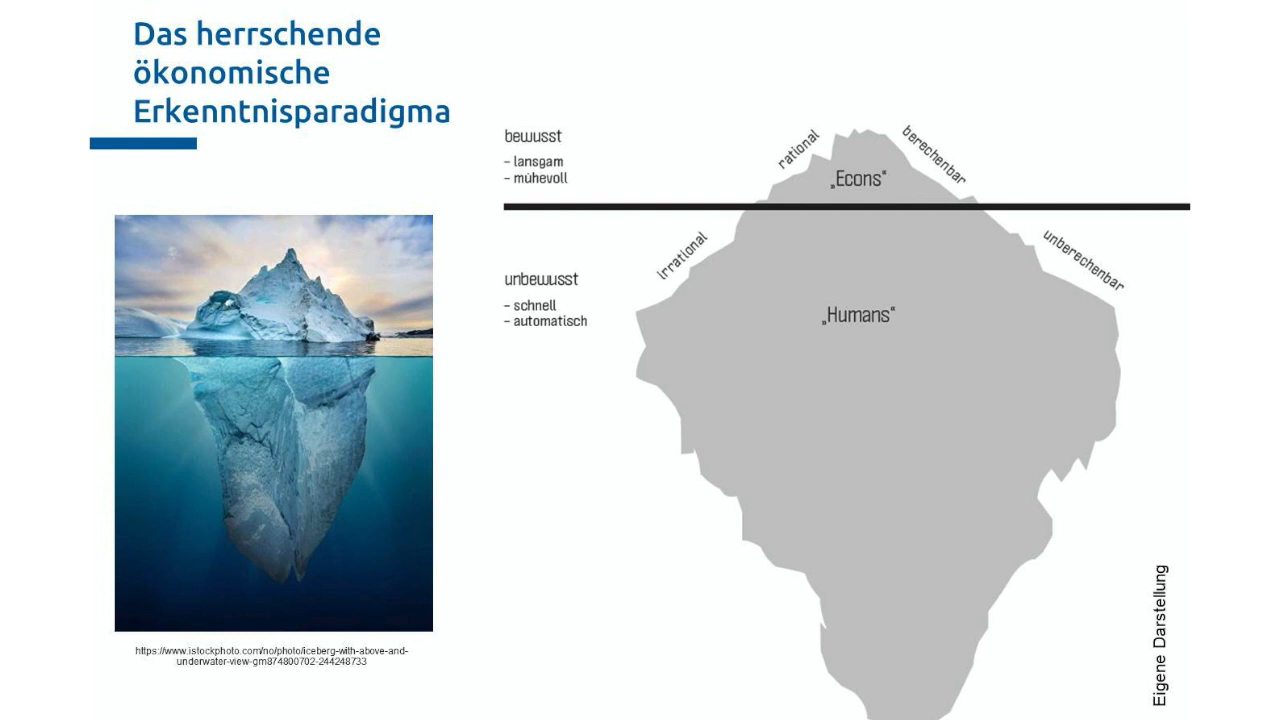 Das herrschende
ökonomische
Erkenntnisparadigma
bewusst
- lansgam
- mühevoll
rational
berechenbar
„Econs“
irrational
unberechenbar
unbewusst
- schnell
- automatisch
„Humans“
https://www.istockphoto.com/no/photo/iceberg-with-above-and-
underwater-view-gm874800702-244248733
Eigene Darstellung